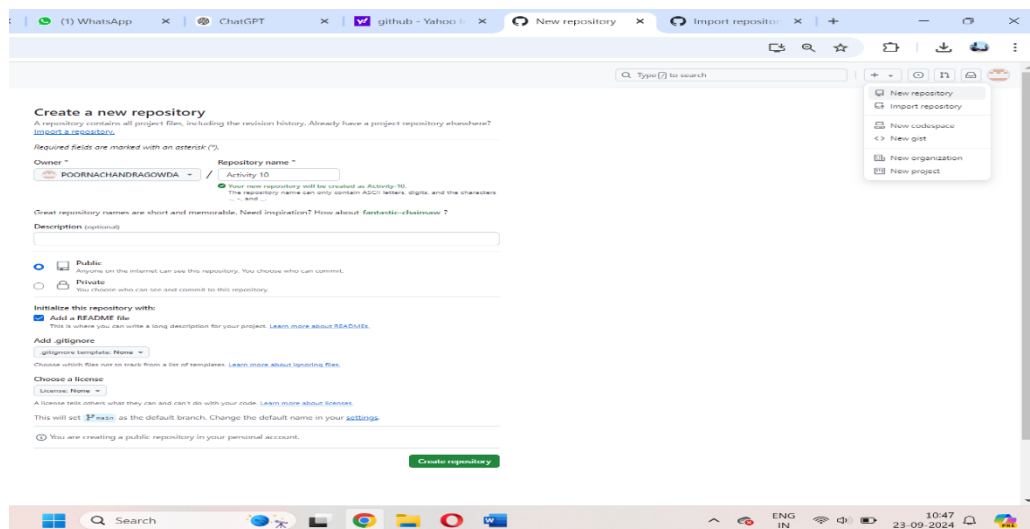 (1) WhatsApp
ChatGPT
github - Yahoo I
New repository
Import repositor
Type / to search
New repository
Import repository
New codespace
New gist
New organization
New project
Create a new repository
A repository contains all project files, including the revision history. Already have a project repository elsewhere?
Import a repository.
Required fields are marked with an asterisk (*).
Owner *
Repository name *
POORNACHANDRAGOWDA / Activity 10
Your new repository will be created as Activity-10.
The repository name can only contain ASCII letters, digits, and the characters
., -, and _.
Great repository names are short and memorable. Need inspiration? How about fantastic-chainsaw ?
Description (optional)
Public
Anyone on the internet can see this repository. You choose who can commit.
Private
You choose who can see and commit to this repository.
Initialize this repository with:
Add a README file
This is where you can write a long description for your project. Learn more about READMEs.
Add .gitignore
.gitignore template: None
Choose which files not to track from a list of templates. Learn more about ignoring files.
Choose a license
License: None
A license tells others what they can and can't do with your code. Learn more about licenses.
This will set main as the default branch. Change the default name in your settings.
You are creating a public repository in your personal account.
Create repository
Search
ENG
IN
10:47
23-09-2024